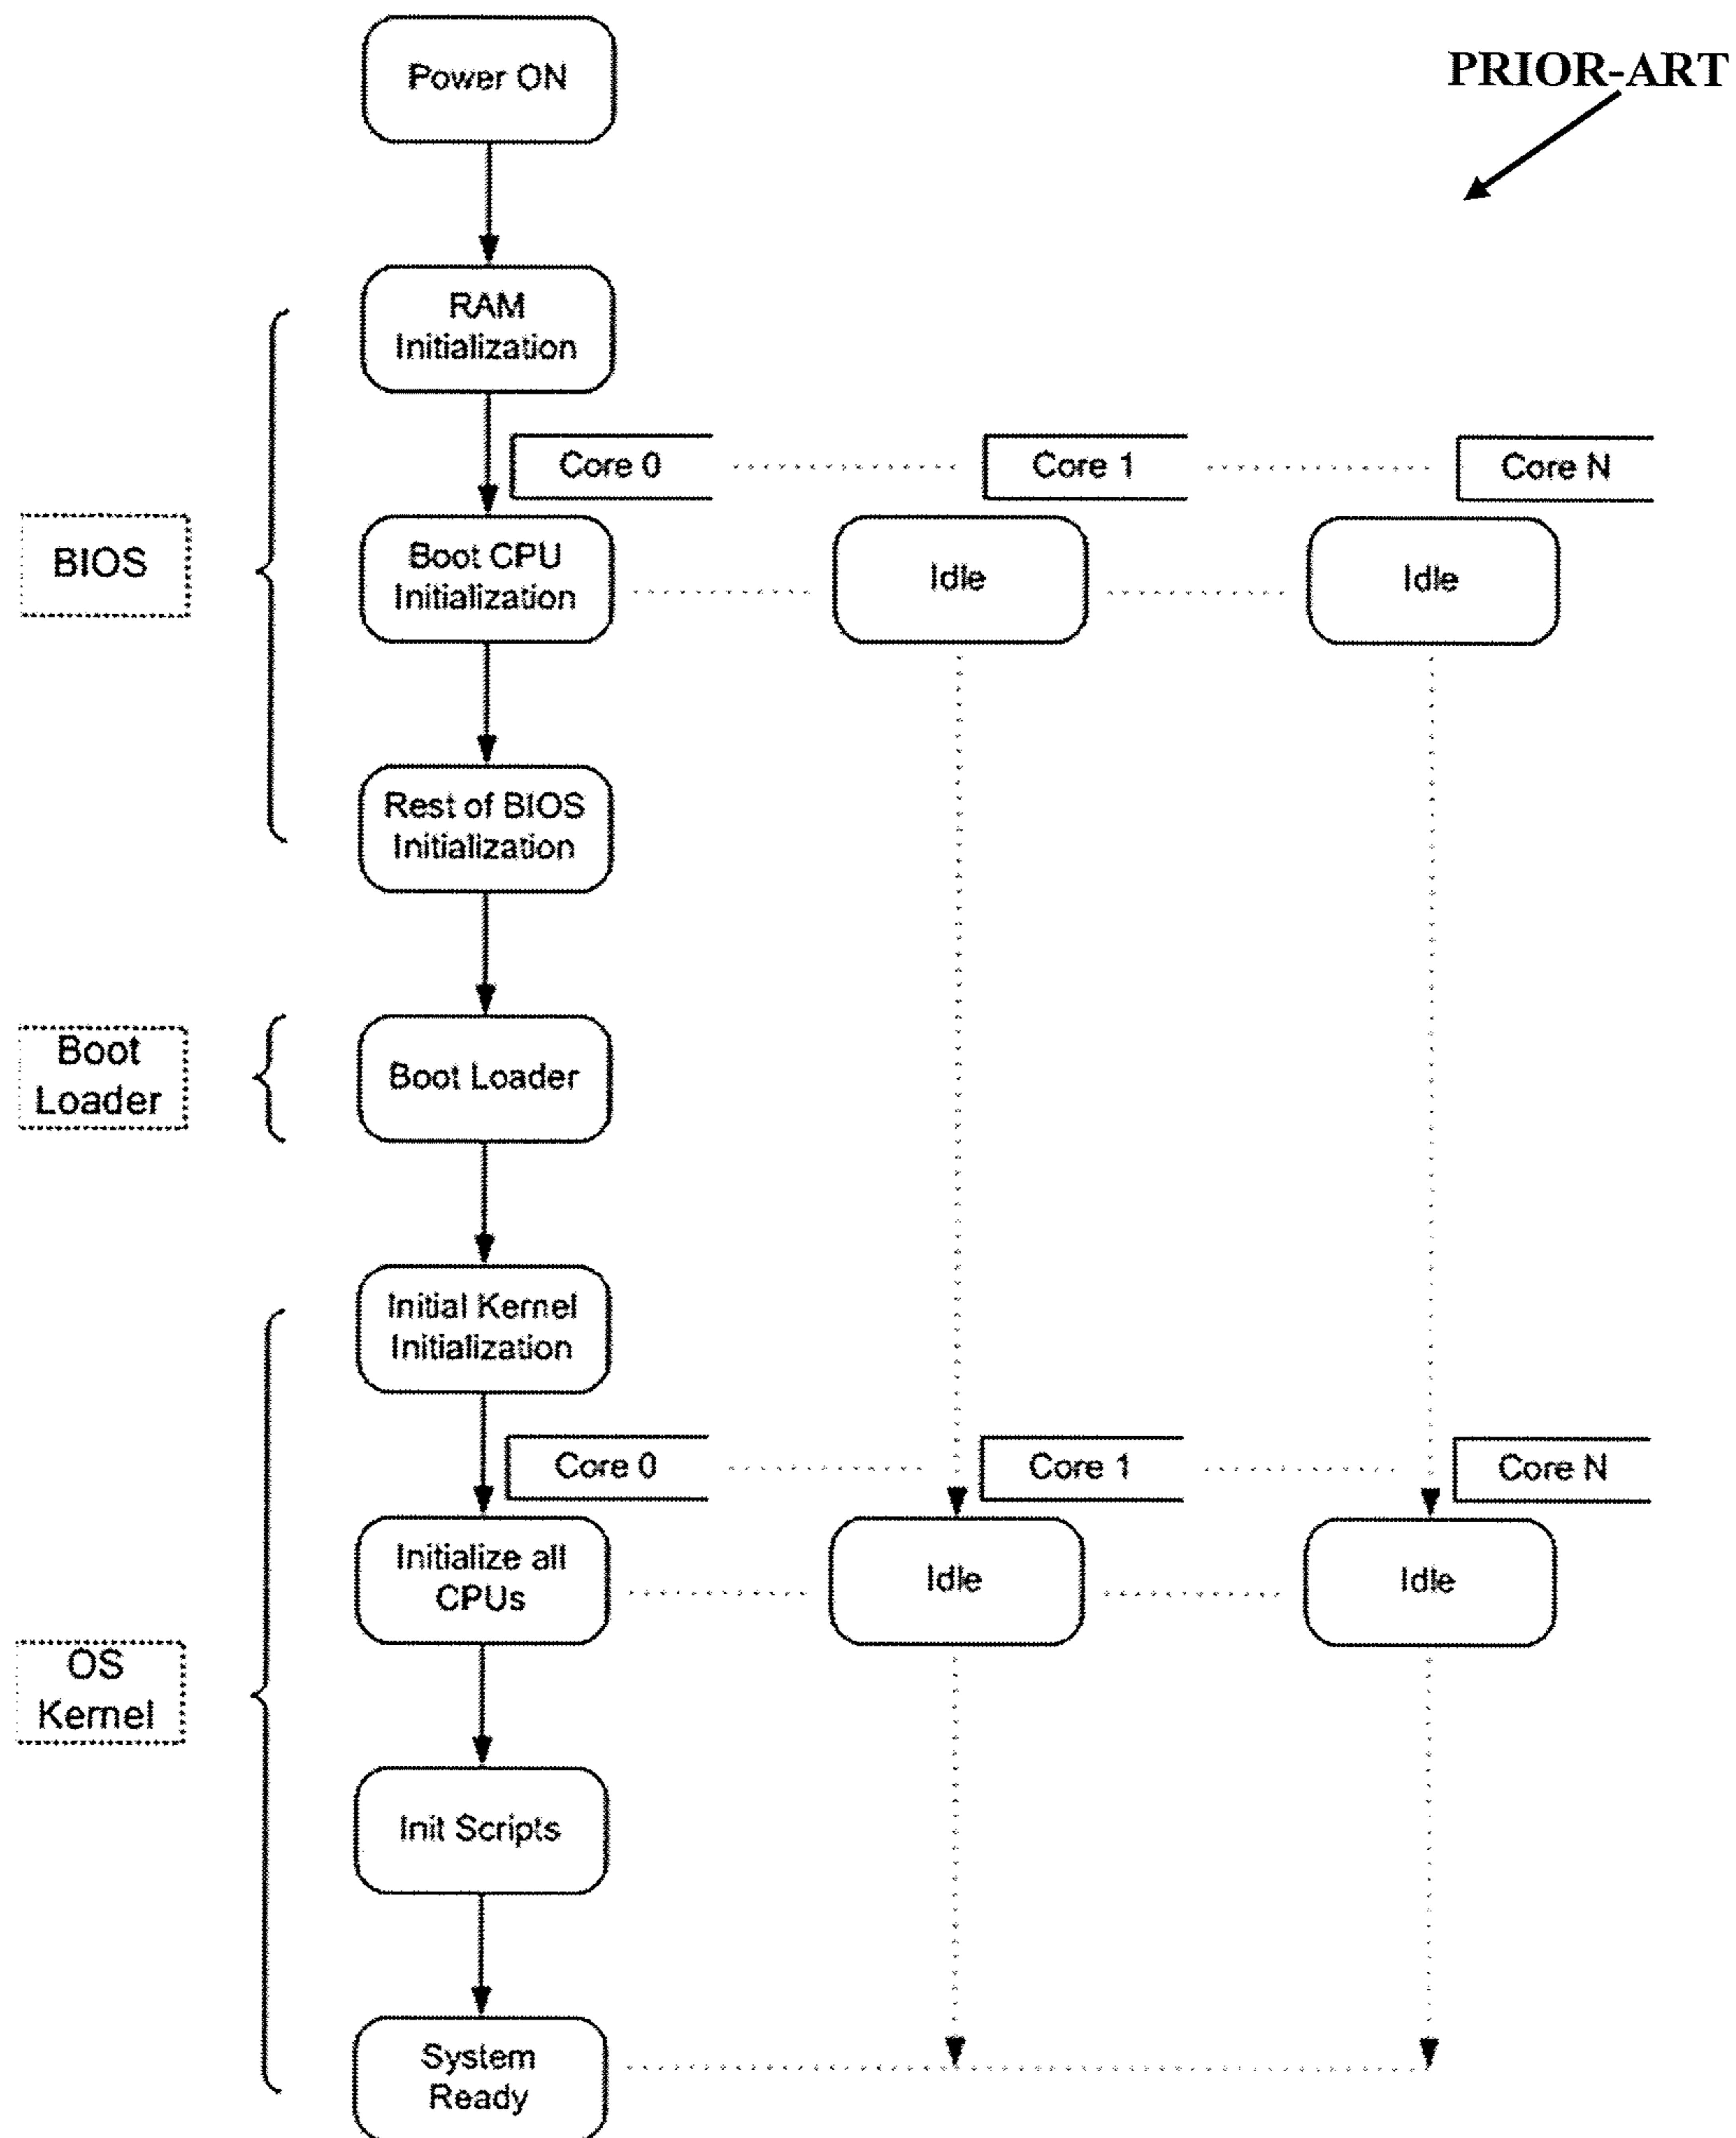 Power ON
PRIOR-ART
RAM
Initialization
Core 0
Core 1
Core N
BIOS
Boot CPU
Initialization
Idle
Idle
Rest of BIOS
Initialization
Boot
Loader
Boot Loader
Initial Kernel
Initialization
Core 0
Core 1
Core N
Initialize all
CPUs
Idle
Idle
OS
Kernel
Init Scripts
System
Ready